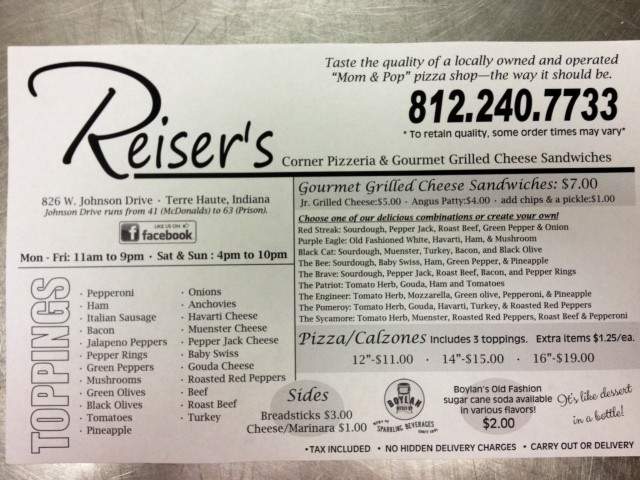 Taste the quality of a locally owned and operated
"Mom & Pop" pizza shop—the way it should be.
812.240.7733
* To retain quality, some order times may vary*
Reiser's
Corner Pizzeria & Gourmet Grilled Cheese Sandwiches
826 W. Johnson Drive · Terre Haute, Indiana
Johnson Drive runs from 41 (McDonalds) to 63 (Prison).
LIKE US ON
f facebook
Mon - Fri: 11am to 9pm · Sat & Sun : 4pm to 10pm
TOPPINGS
· Pepperoni
· Ham
· Italian Sausage
· Bacon
· Jalapeno Peppers
· Pepper Rings
· Green Peppers
· Mushrooms
· Green Olives
· Black Olives
· Tomatoes
· Pineapple
· Onions
· Anchovies
· Havarti Cheese
· Muenster Cheese
· Pepper Jack Cheese
· Baby Swiss
· Gouda Cheese
· Roasted Red Peppers
· Beef
· Roast Beef
· Turkey
Gourmet Grilled Cheese Sandwiches: $7.00
Jr. Grilled Cheese:$5.00 · Angus Patty:$4.00 · add chips & a pickle:$1.00
Choose one of our delicious combinations or create your own!
Red Streak: Sourdough, Pepper Jack, Roast Beef, Green Pepper & Onion
Purple Eagle: Old Fashioned White, Havarti, Ham, & Mushroom
Black Cat: Sourdough, Muenster, Turkey, Bacon, and Black Olive
The Bee: Sourdough, Baby Swiss, Ham, Green Pepper, & Pineapple
The Brave: Sourdough, Pepper Jack, Roast Beef, Bacon, and Pepper Rings
The Patriot: Tomato Herb, Gouda, Ham and Tomatoes
The Engineer: Tomato Herb, Mozzarella, Green olive, Pepperoni, & Pineapple
The Pomeroy: Tomato Herb, Gouda, Havarti, Turkey, & Roasted Red Peppers
The Sycamore: Tomato Herb, Muenster, Roasted Red Peppers, Roast Beef & Pepperoni
Pizza/Calzones Includes 3 toppings. Extra items $1.25/ea.
12"-$11.00 · 14"-$15.00 · 16"-$19.00
Sides
Breadsticks $3.00
Cheese/Marinara $1.00
BOYLAN
SPARKLING BEVERAGES
Boylan's Old Fashion
sugar cane soda available
in various flavors!
$2.00
It's like dessert
in a bottle!
• TAX INCLUDED • NO HIDDEN DELIVERY CHARGES • CARRY OUT OR DELIVERY